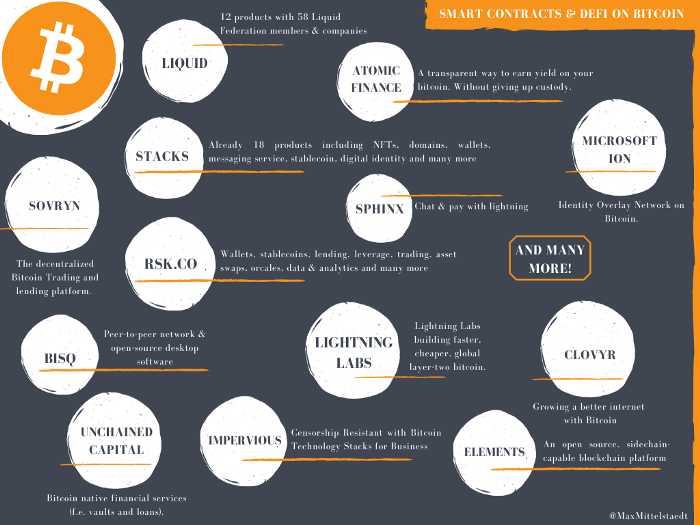 SMART CONTRACTS & DEFI ON BITCOIN
12 products with 58 Liquid
Federation members & companies
LIQUID
ATOMIC
FINANCE
A transparent way to earn yield on your
bitcoin. Without giving up custody.
STACKS
Already 18 products including NFTs, domains, wallets,
messaging service, stablecoin, digital identity and many more
MICROSOFT
ION
Identity Overlay Network on
Bitcoin.
SOVRYN
The decentralized
Bitcoin Trading and
lending platform.
SPHINX
Chat & pay with lightning
RSK.CO
Wallets, stablecoins, lending, leverage, trading, asset
swaps, orcales, data & analytics and many more
AND MANY
MORE!
BISQ
Peer-to-peer network &
open-source desktop
software
LIGHTNING
LABS
Lightning Labs
building faster,
cheaper, global
layer-two bitcoin.
CLOVYR
Growing a better internet
with Bitcoin
UNCHAINED
CAPITAL
Bitcoin native financial services
(f.e. vaults and loans).
IMPERVIOUS
Censorship Resistant with Bitcoin
Technology Stacks for Business
ELEMENTS
An open source, sidechain-
capable blockchain platform
@MaxMittelstaedt